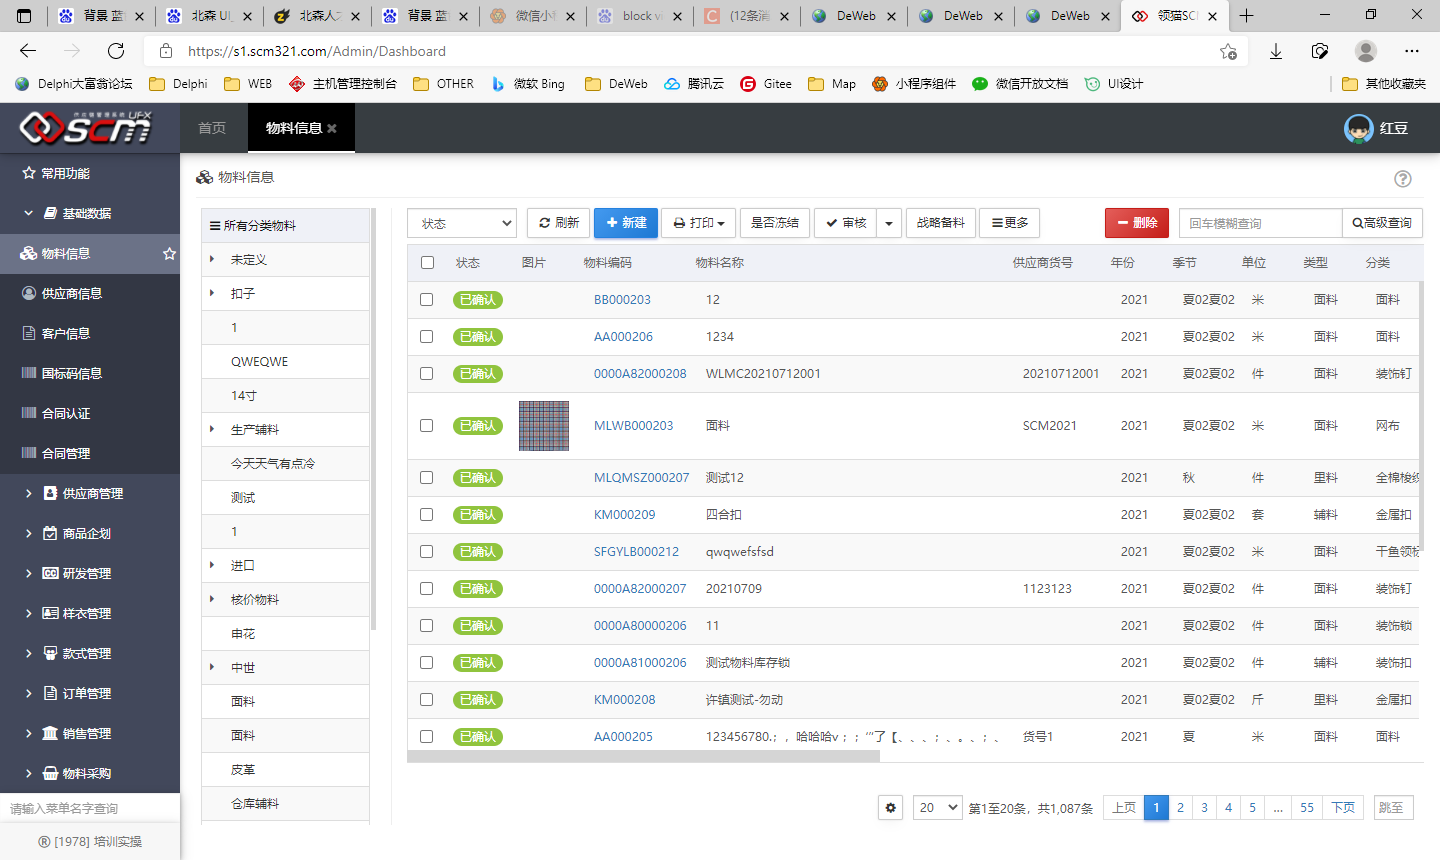 背景 蓝
北森 UI_
北森人才
背景 蓝
微信小程
block vi
(12条消
DeWeb
DeWeb
DeWeb
领猫SCM
https://s1.scm321.com/Admin/Dashboard
Delphi大富翁论坛 Delphi WEB 主机管理控制台 OTHER 微软 Bing DeWeb 腾讯云 Gitee Map 小程序组件 微信开放文档 UI设计 其他收藏夹
供应链管理系统 UFX
SCM
首页 物料信息 红豆
常用功能
基础数据
物料信息
供应商信息
客户信息
国标码信息
合同认证
合同管理
供应商管理
商品企划
研发管理
样衣管理
款式管理
订单管理
销售管理
物料采购
请输入菜单名字查询
® [1978] 培训实操
物料信息
所有分类物料
未定义
扣子
1
QWEQWE
14寸
生产辅料
今天天气有点冷
测试
1
进口
核价物料
申花
中世
面料
面料
皮革
仓库辅料
状态 刷新 新建 打印 是否冻结 审核 战略备料 更多 删除 回车模糊查询 高级查询
状态 图片 物料编码 物料名称 供应商货号 年份 季节 单位 类型 分类
已确认 BB000203 12 2021 夏02夏02 米 面料 面料
已确认 AA000206 1234 2021 夏02夏02 米 面料 面料
已确认 0000A82000208 WLMC20210712001 20210712001 2021 夏02夏02 件 面料 装饰钉
已确认 MLWB000203 面料 SCM2021 2021 夏02夏02 米 面料 网布
已确认 MLQMSZ000207 测试12 2021 秋 件 里料 全棉梭织
已确认 KM000209 四合扣 2021 夏02夏02 套 辅料 金属扣
已确认 SFGYLB000212 qwqwefsfsd 2021 夏02夏02 米 面料 干鱼领标
已确认 0000A82000207 20210709 1123123 2021 夏02夏02 件 面料 装饰钉
已确认 0000A80000206 11 2021 夏02夏02 件 面料 装饰锁
已确认 0000A81000206 测试物料库存锁 2021 夏02夏02 件 辅料 装饰扣
已确认 KM000208 许镇测试-勿动 2021 夏02夏02 斤 里料 金属扣
已确认 AA000205 123456780.；，哈哈哈v；；‘’“了【、、、；、。、；、 货号1 2021 夏 米 面料 面料
20 第1至20条，共1,087条 上页 1 2 3 4 5 ... 55 下页 跳至